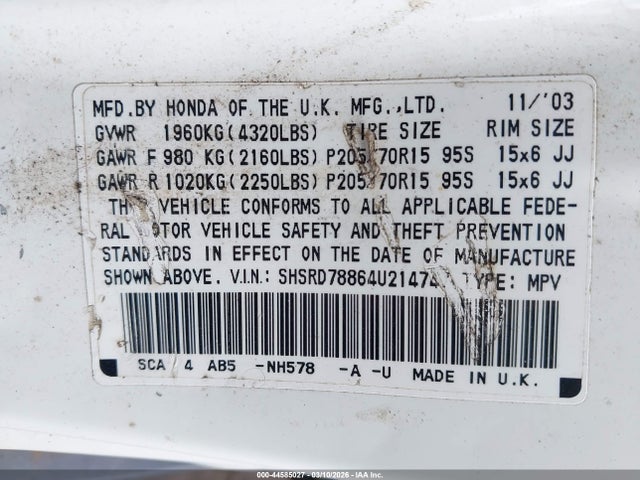 MFD.BY HONDA OF THE U.K. MFG.,LTD. 11/'03
GVWR 1960KG(4320LBS) TIRE SIZE RIM SIZE
GAWR F 980 KG(2160LBS) P205/70R15 95S 15x6 JJ
GAWR R 1020KG(2250LBS) P205/70R15 95S 15x6 JJ
THIS VEHICLE CONFORMS TO ALL APPLICABLE FEDE-
RAL MOTOR VEHICLE SAFETY AND THEFT PREVENTION
STANDARDS IN EFFECT ON THE DATE OF MANUFACTURE
SHOWN ABOVE. V.I.N.: TYPE: MPV
SCA 4 AB5 -NH578 -A -U MADE IN U.K.
000-44585027 - 03/10/2026 - IAA Inc.